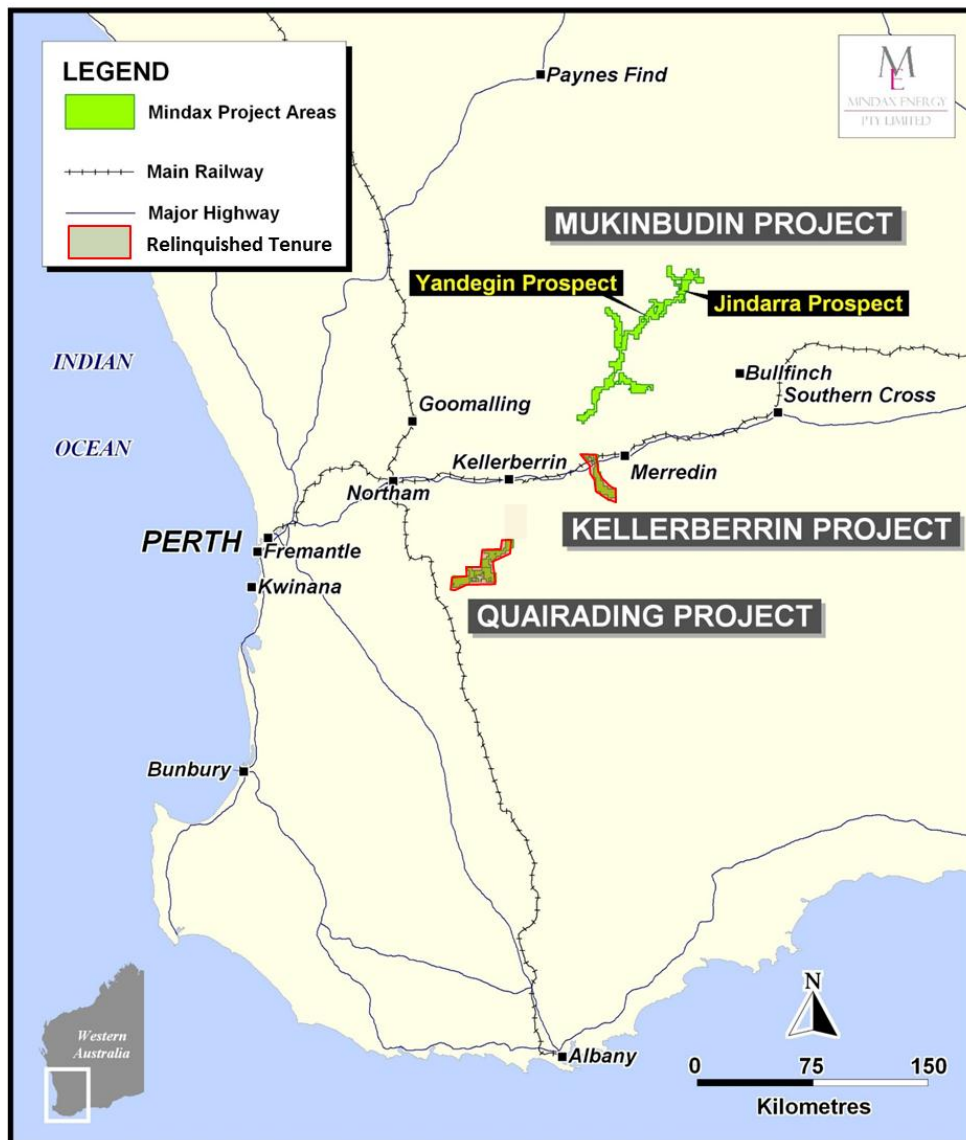 LEGEND
Mindax Project Areas
Main Railway
Major Highway
Relinquished Tenure
Paynes Find
ME
MINDAX ENERGY
PTY LIMITED
MUKINBUDIN PROJECT
Yandegin Prospect
Jindarra Prospect
INDIAN
OCEAN
Bullfinch
Southern Cross
Goomalling
Kellerberrin
Merredin
Northam
KELLERBERRIN PROJECT
PERTH
Fremantle
Kwinana
QUAIRADING PROJECT
Bunbury
Western
Australia
Albany
N
0 75 150
Kilometres